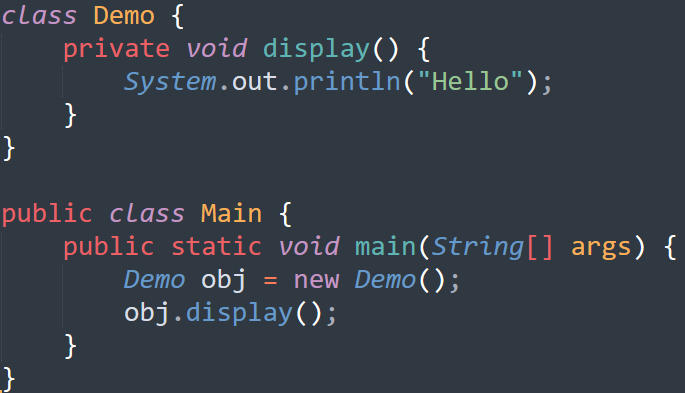 class Demo {
    private void display() {
        System.out.println("Hello");
    }
}

public class Main {
    public static void main(String[] args) {
        Demo obj = new Demo();
        obj.display();
    }
}